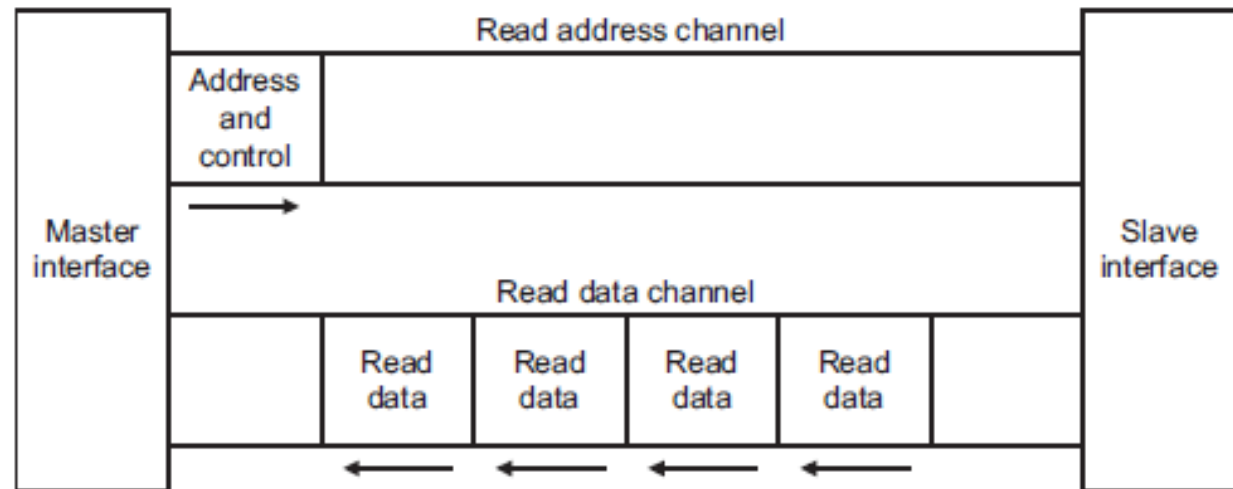 Read address channel
Address
and
control
Master
interface
Slave
interface
Read data channel
Read
data
Read
data
Read
data
Read
data